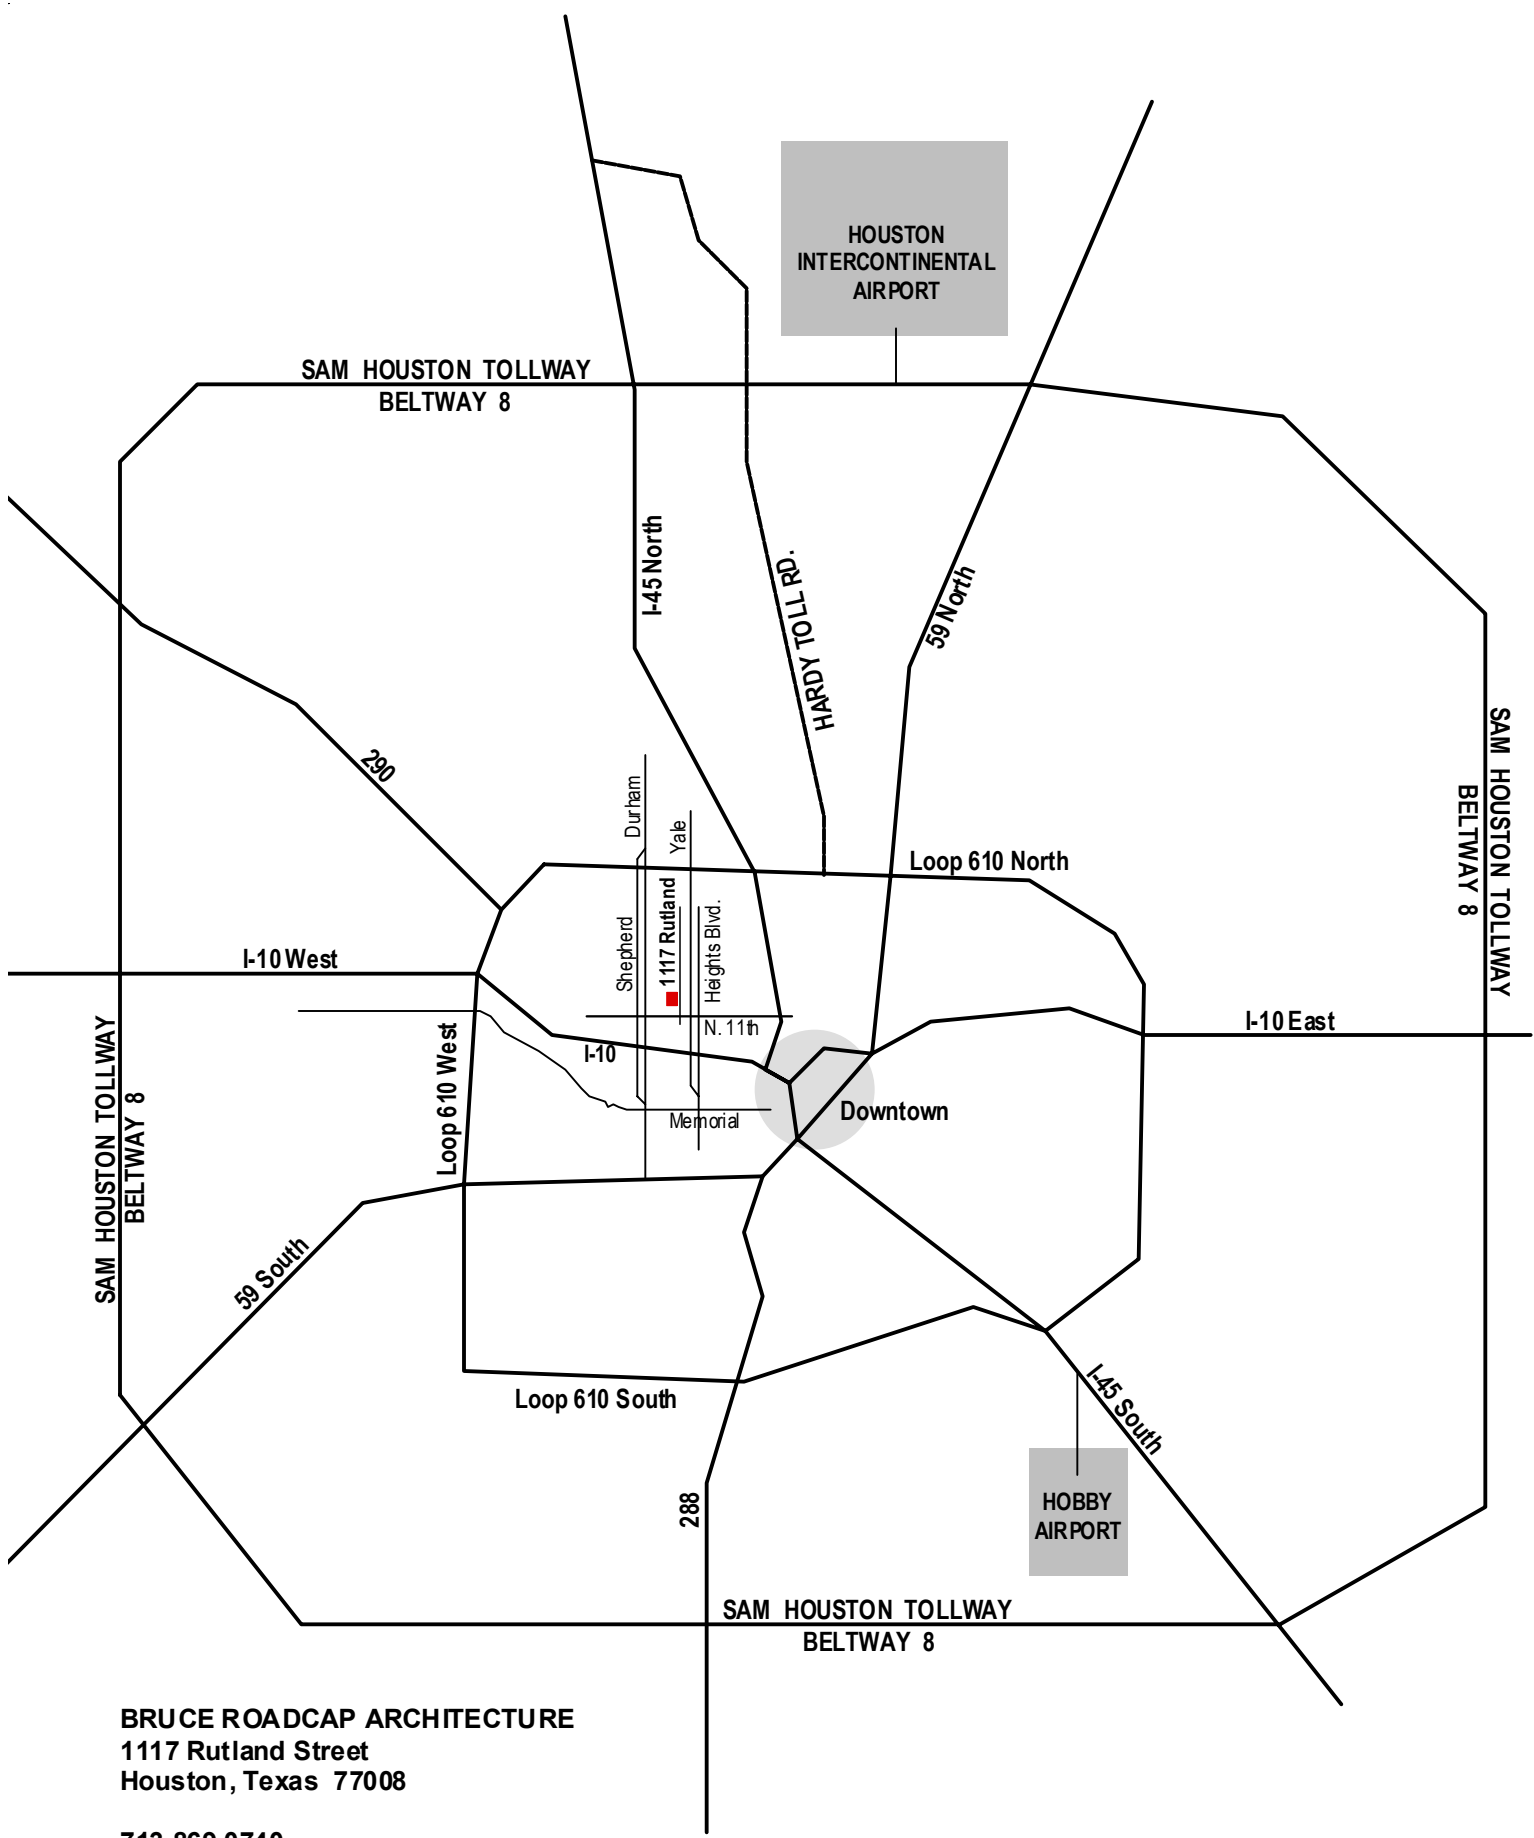 HOUSTON
INTERCONTINENTAL
AIRPORT
SAM HOUSTON TOLLWAY
BELTWAY 8
I-45 North
HARDY TOLL RD.
59 North
290
Durham
Yale
Loop 610 North
SAM HOUSTON TOLLWAY
BELTWAY 8
Shepherd
1117 Rutland
Heights Blvd.
I-10 West
N. 11th
I-10
I-10 East
Loop 610 West
Downtown
Memorial
SAM HOUSTON TOLLWAY
BELTWAY 8
59 South
Loop 610 South
I-45 South
288
HOBBY
AIRPORT
SAM HOUSTON TOLLWAY
BELTWAY 8
BRUCE ROADCAP ARCHITECTURE
1117 Rutland Street
Houston, Texas 77008